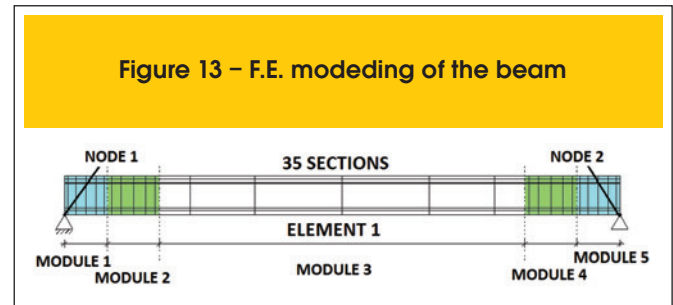 Figure 13 – F.E. modeding of the beam
NODE 1
35 SECTIONS
NODE 2
ELEMENT 1
MODULE 1
MODULE 2
MODULE 3
MODULE 4
MODULE 5